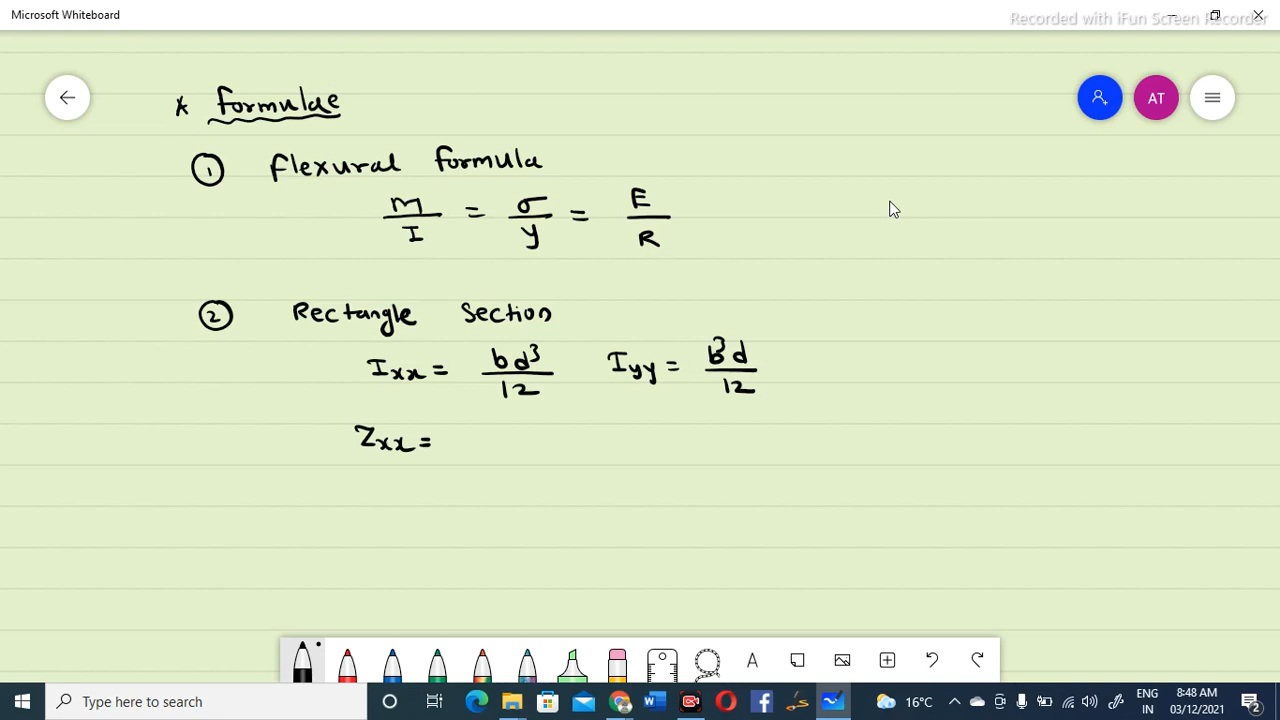 Microsoft Whiteboard
Recorded with iFun Screen Recorder
* Formulae
AT
① Flexural Formula
M/I = σ/y = E/R
② Rectangle Section
Ixx = bd³/12 Iyy = b³d/12
Zxx =
A
Type here to search
W
16°C
ENG
IN
8:48 AM
03/12/2021
2